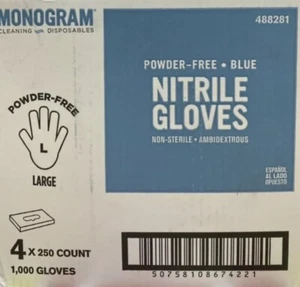 MONOGRAM
CLEANING DISPOSABLES
488281
POWDER-FREE • BLUE
NITRILE
GLOVES
NON-STERILE • AMBIDEXTROUS
POWDER-FREE
L
LARGE
ESPAÑOL
AL LADO
OPUESTO
4 X 250 COUNT
1,000 GLOVES
50758108674221